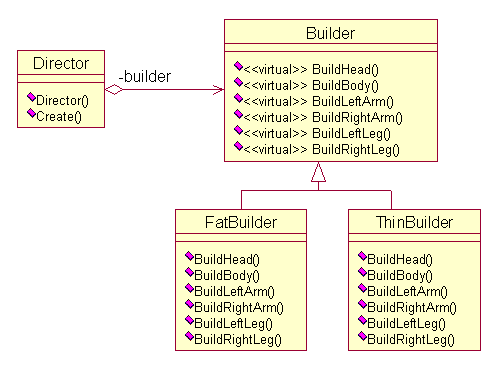 Director
Director()
Create()
-builder
Builder
<<virtual>> BuildHead()
<<virtual>> BuildBody()
<<virtual>> BuildLeftArm()
<<virtual>> BuildRightArm()
<<virtual>> BuildLeftLeg()
<<virtual>> BuildRightLeg()
FatBuilder
BuildHead()
BuildBody()
BuildLeftArm()
BuildRightArm()
BuildLeftLeg()
BuildRightLeg()
ThinBuilder
BuildHead()
BuildBody()
BuildLeftArm()
BuildRightArm()
BuildLeftLeg()
BuildRightLeg()